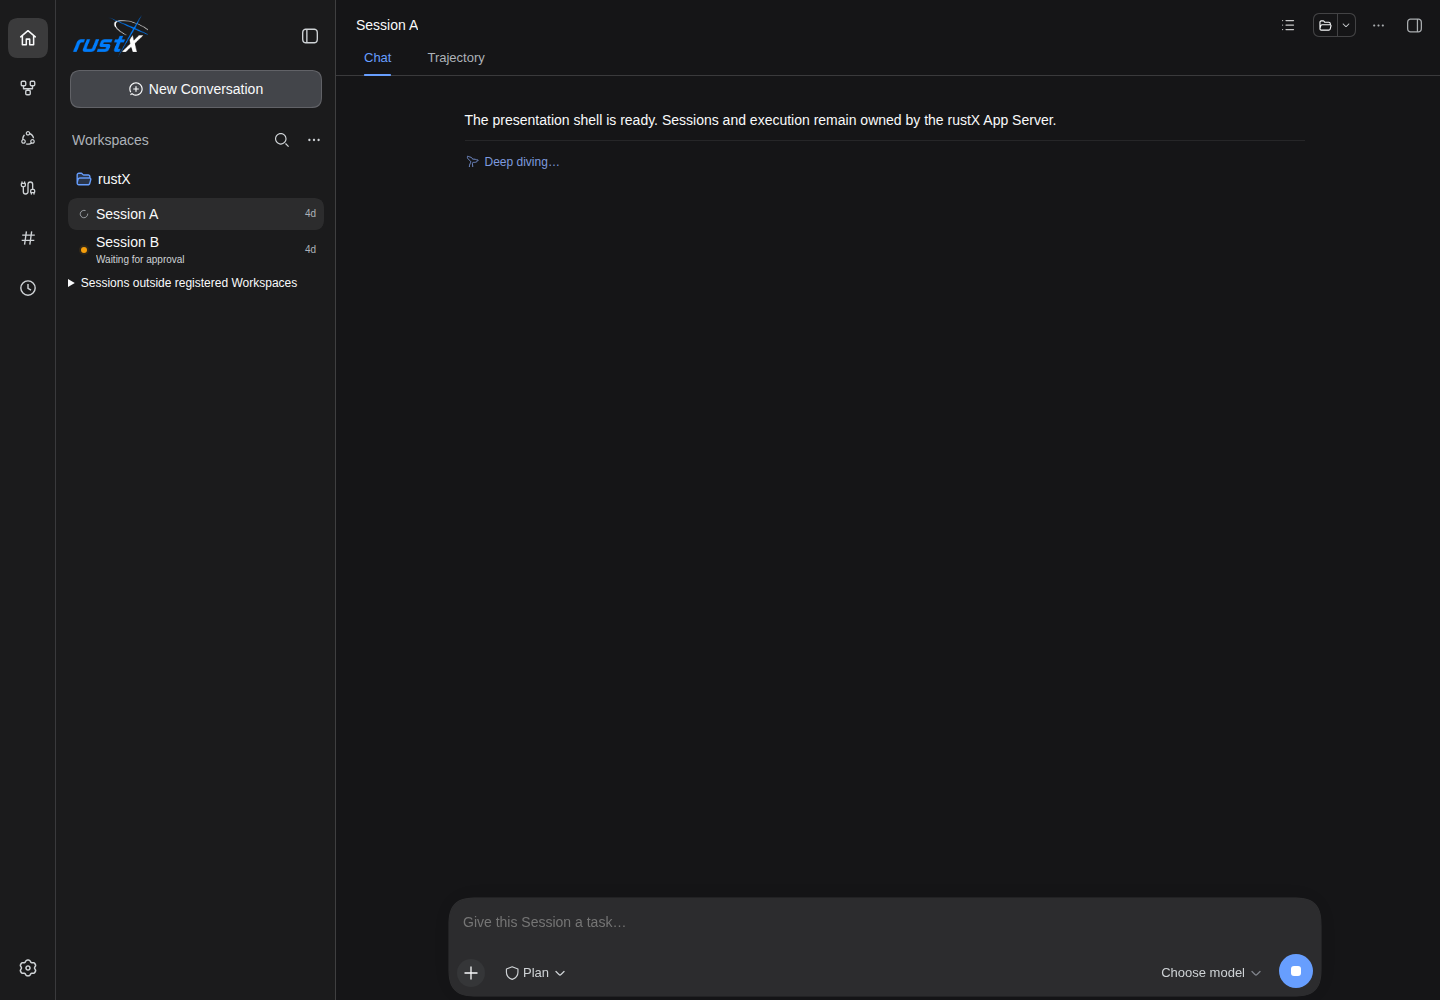 rustX
New Conversation
Workspaces
rustX
Session A
4d
Session B
Waiting for approval
4d
Sessions outside registered Workspaces
Session A
Chat
Trajectory
The presentation shell is ready. Sessions and execution remain owned by the rustX App Server.
Deep diving…
Give this Session a task…
Plan
Choose model